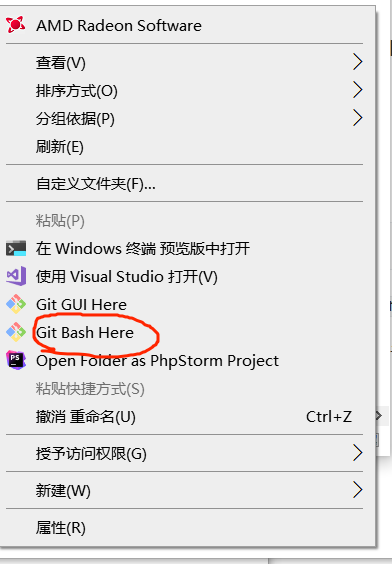 AMD Radeon Software
查看(V)
排序方式(O)
分组依据(P)
刷新(E)
自定义文件夹(F)...
粘贴(P)
在 Windows 终端 预览版中打开
使用 Visual Studio 打开(V)
Git GUI Here
Git Bash Here
PS Open Folder as PhpStorm Project
粘贴快捷方式(S)
撤消 重命名(U) Ctrl+Z
授予访问权限(G)
新建(W)
属性(R)